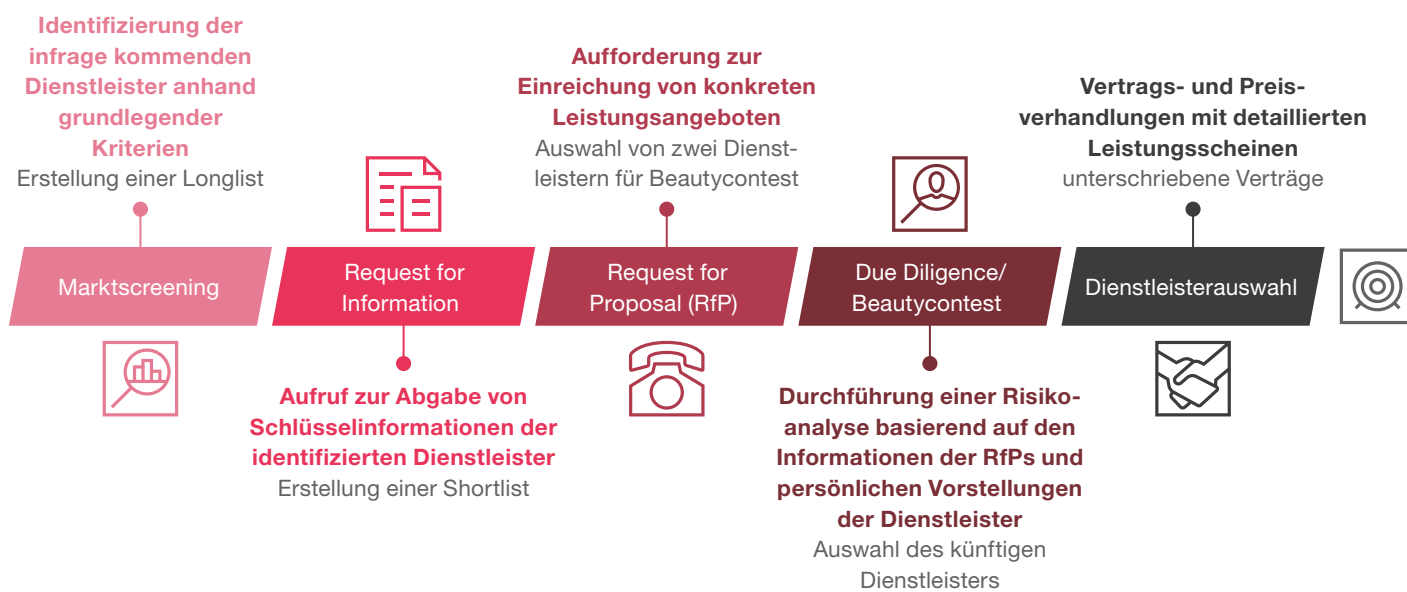 Identifizierung der
infrage kommenden
Dienstleister anhand
grundlegender
Kriterien
Erstellung einer Longlist
Marktscreening
Request for
Information
Aufruf zur Abgabe von
Schlüsselinformationen der
identifizierten Dienstleister
Erstellung einer Shortlist
Aufforderung zur
Einreichung von konkreten
Leistungsangeboten
Auswahl von zwei Dienst-
leistern für Beautycontest
Request for
Proposal (RfP)
Due Diligence/
Beautycontest
Durchführung einer Risiko-
analyse basierend auf den
Informationen der RfPs und
persönlichen Vorstellungen
der Dienstleister
Auswahl des künftigen
Dienstleisters
Vertrags- und Preis-
verhandlungen mit detaillierten
Leistungsscheinen
unterschriebene Verträge
Dienstleisterauswahl